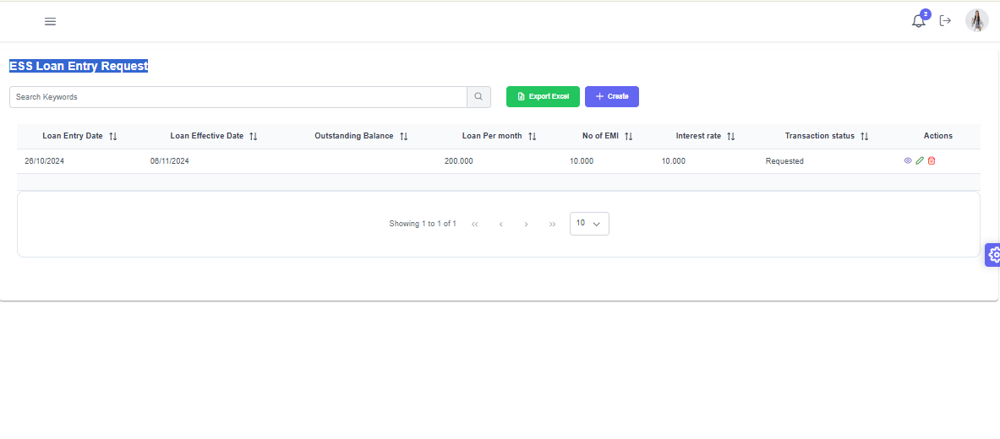 2
ESS Loan Entry Request
Search Keywords
Export Excel
Create
Loan Entry Date Loan Effective Date Outstanding Balance Loan Per month No of EMI Interest rate Transaction status Actions
26/10/2024 06/11/2024 200.000 10.000 10.000 Requested
Showing 1 to 1 of 1 « ‹ › » 10